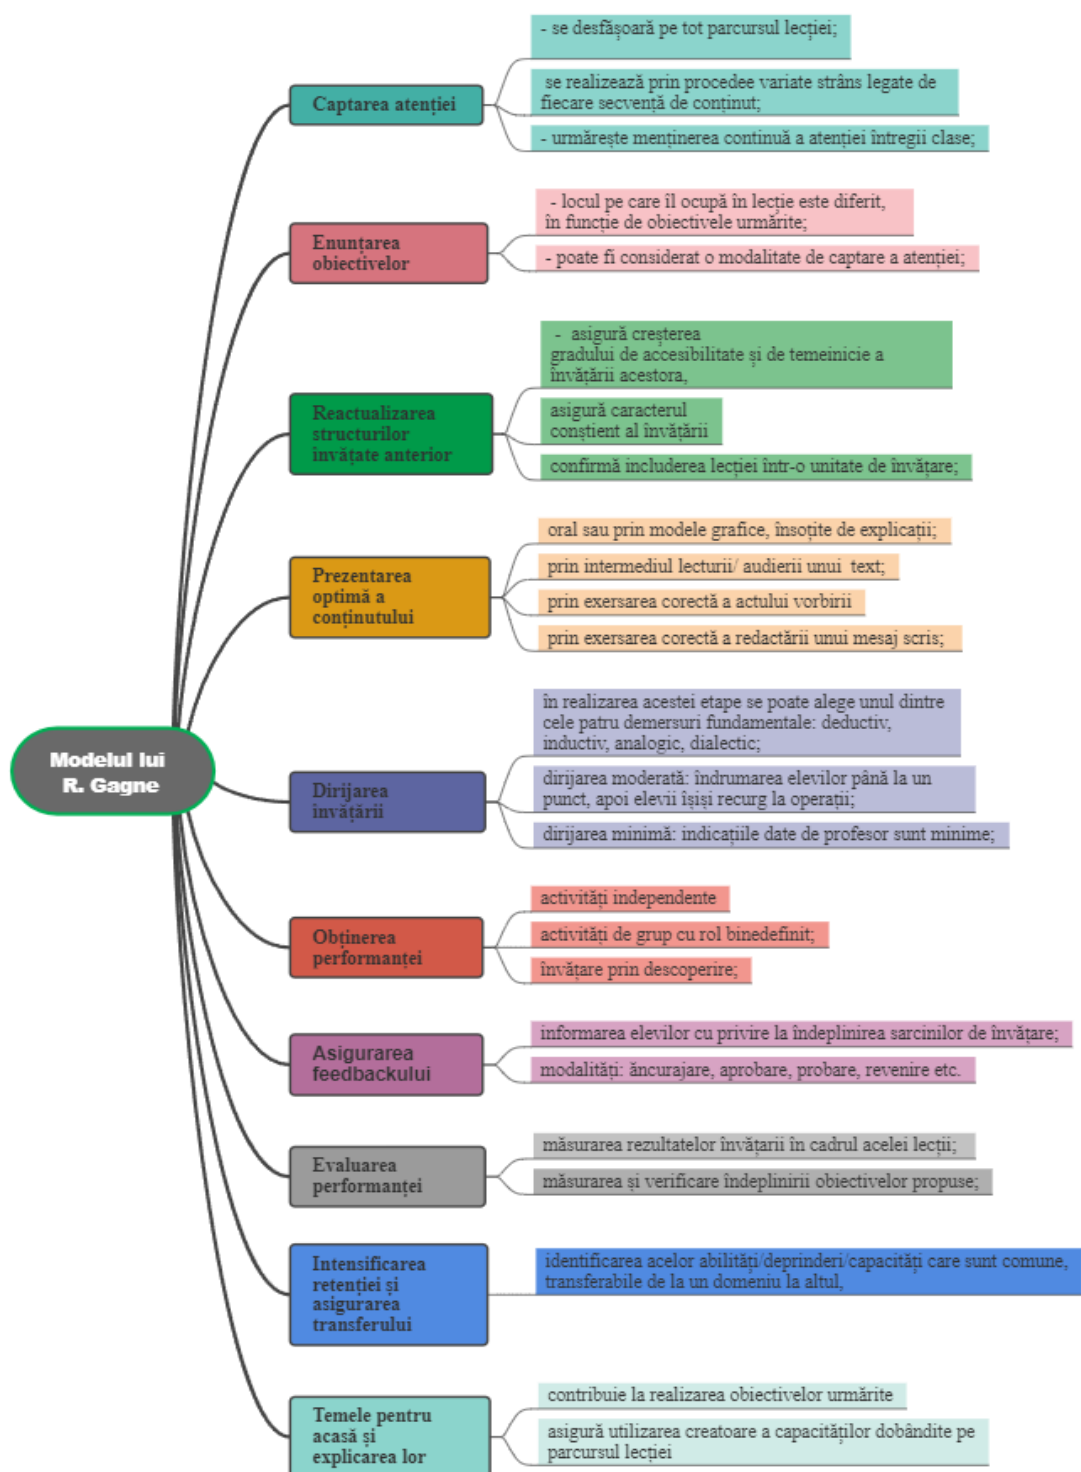 Modelul lui
R. Gagne
Captarea atenției
- se desfășoară pe tot parcursul lecției;
se realizează prin procedee variate strâns legate de
fiecare secvență de conținut;
- urmărește menținerea continuă a atenției întregii clase;
Enunțarea
obiectivelor
- locul pe care îl ocupă în lecție este diferit,
în funcție de obiectivele urmărite;
- poate fi considerat o modalitate de captare a atenției;
Reactualizarea
structurilor
invățate anterior
- asigură creșterea
gradului de accesibilitate și de temeinicie a
învățării acestora,
asigură caracterul
conștient al învățării
confirmă includerea lecției într-o unitate de învățare;
Prezentarea
optimă a
conținutului
oral sau prin modele grafice, însoțite de explicații;
prin intermediul lecturii/ audierii unui text;
prin exersarea corectă a actului vorbirii
prin exersarea corectă a redactării unui mesaj scris;
Dirijarea
invățării
în realizarea acestei etape se poate alege unul dintre
cele patru demersuri fundamentale: deductiv,
inductiv, analogic, dialectic;
dirijarea moderată: îndrumarea elevilor până la un
punct, apoi elevii îșiși recurg la operații;
dirijarea minimă: indicațiile date de profesor sunt minime;
Obținerea
performanței
activități independente
activități de grup cu rol binedefinit;
învățare prin descoperire;
Asigurarea
feedbackului
informarea elevilor cu privire la îndeplinirea sarcinilor de învățare;
modalități: ăncurajare, aprobare, probare, revenire etc.
Evaluarea
performanței
măsurarea rezultatelor învățarii în cadrul acelei lecții;
măsurarea și verificare îndeplinirii obiectivelor propuse;
Intensificarea
retenției și
asigurarea
transferului
identificarea acelor abilități/deprinderi/capacități care sunt comune,
transferabile de la un domeniu la altul,
Temele pentru
acasă și
explicarea lor
contribuie la realizarea obiectivelor urmărite
asigură utilizarea creatoare a capacităților dobândite pe
parcursul lecției